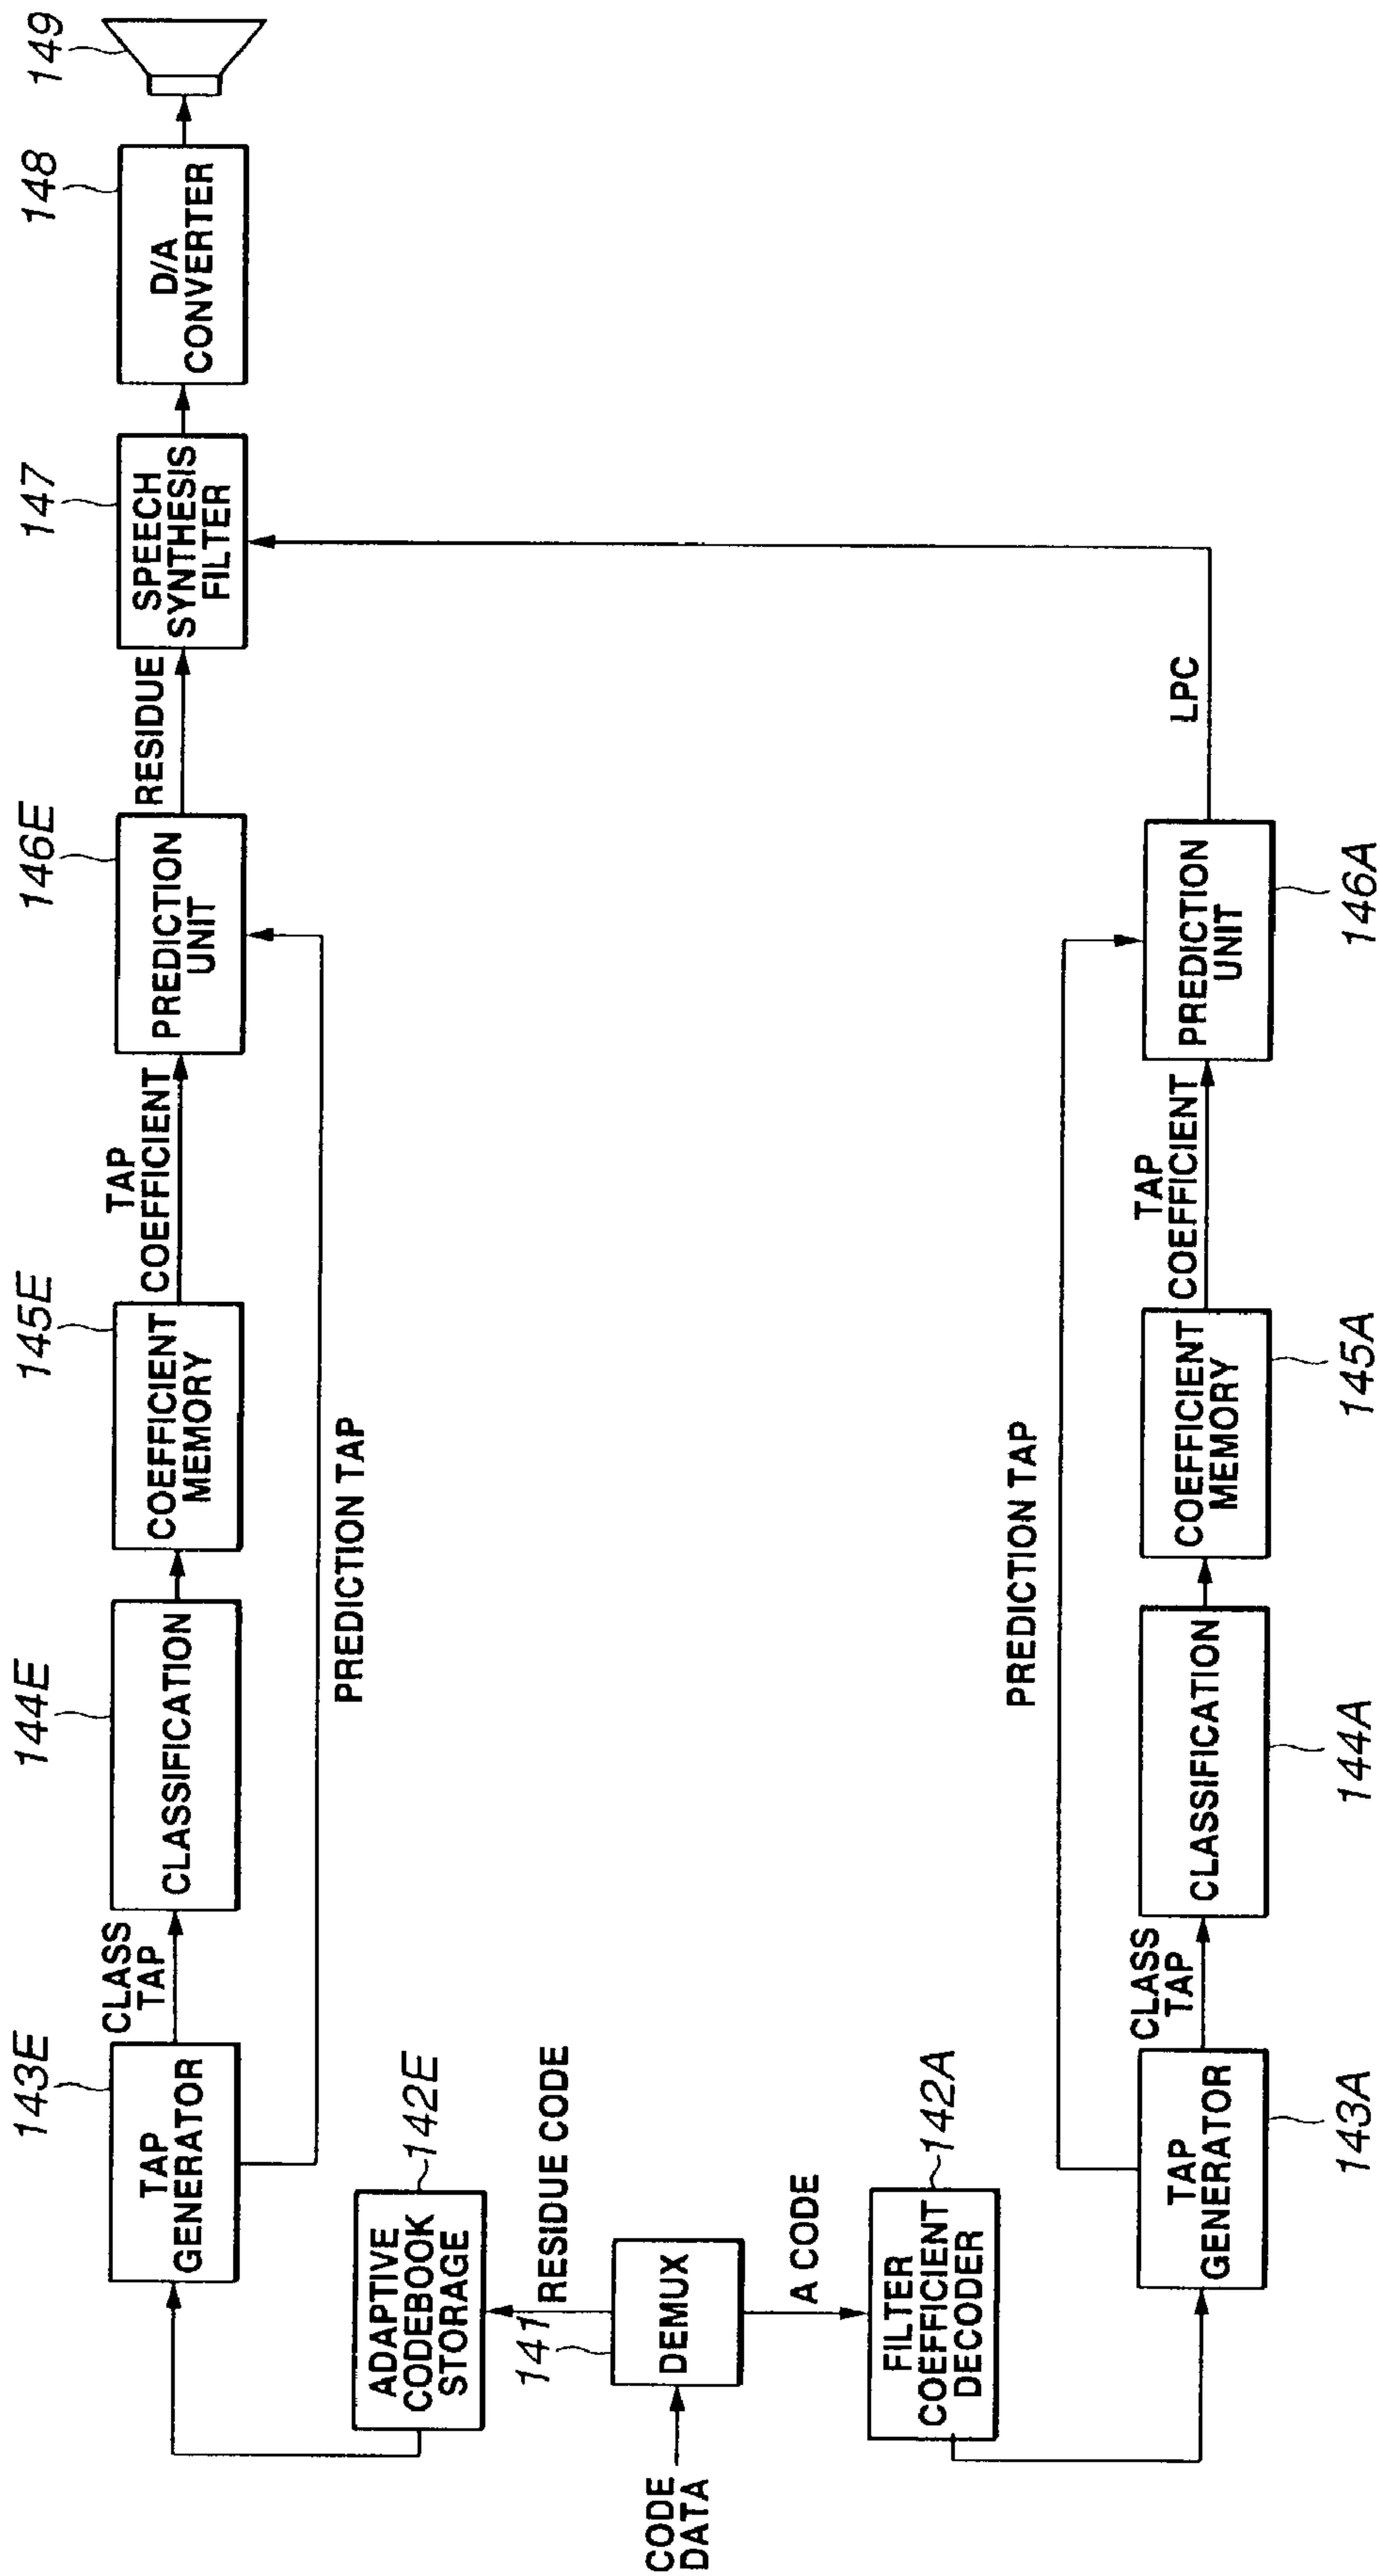 143E
TAP
GENERATOR
CLASS
TAP
144E
CLASSIFICATION
145E
COEFFICIENT
MEMORY
TAP
COEFFICIENT
146E
PREDICTION
UNIT
RESIDUE
147
SPEECH
SYNTHESIS
FILTER
148
D/A
CONVERTER
149
PREDICTION TAP
142E
ADAPTIVE
CODEBOOK
STORAGE
RESIDUE CODE
141
DEMUX
CODE
DATA
A CODE
142A
FILTER
COEFFICIENT
DECODER
PREDICTION TAP
TAP
GENERATOR
143A
CLASS
TAP
CLASSIFICATION
144A
COEFFICIENT
MEMORY
145A
TAP
COEFFICIENT
PREDICTION
UNIT
146A
LPC